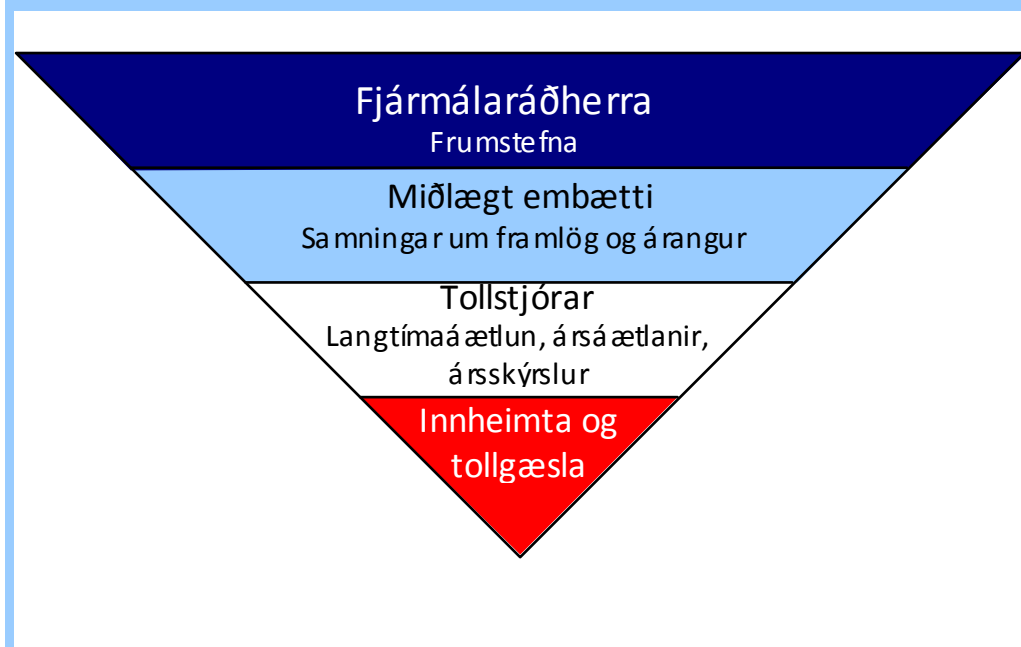 Fjármálaráðherra
Frumstefna
Miðlægt embætti
Samningar um framlög og árangur
Tollstjórar
Langtímaáætlun, ársáætlanir,
ársskýrslur
Innheimta og
tollgæsla